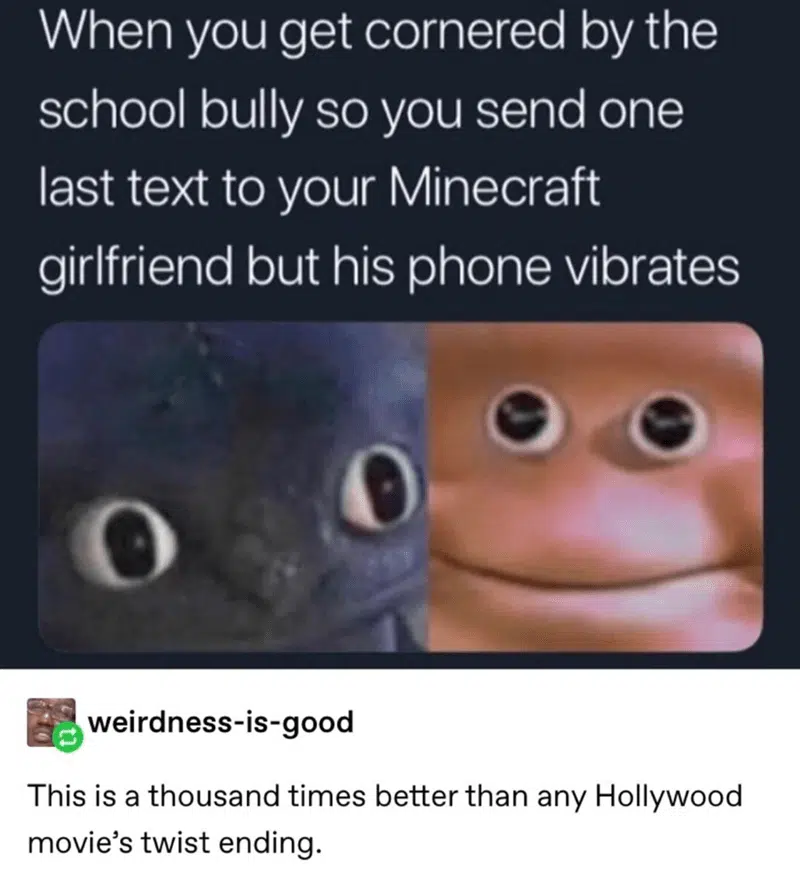 When you get cornered by the
school bully so you send one
last text to your Minecraft
girlfriend but his phone vibrates
weirdness-is-good
This is a thousand times better than any Hollywood
movie’s twist ending.